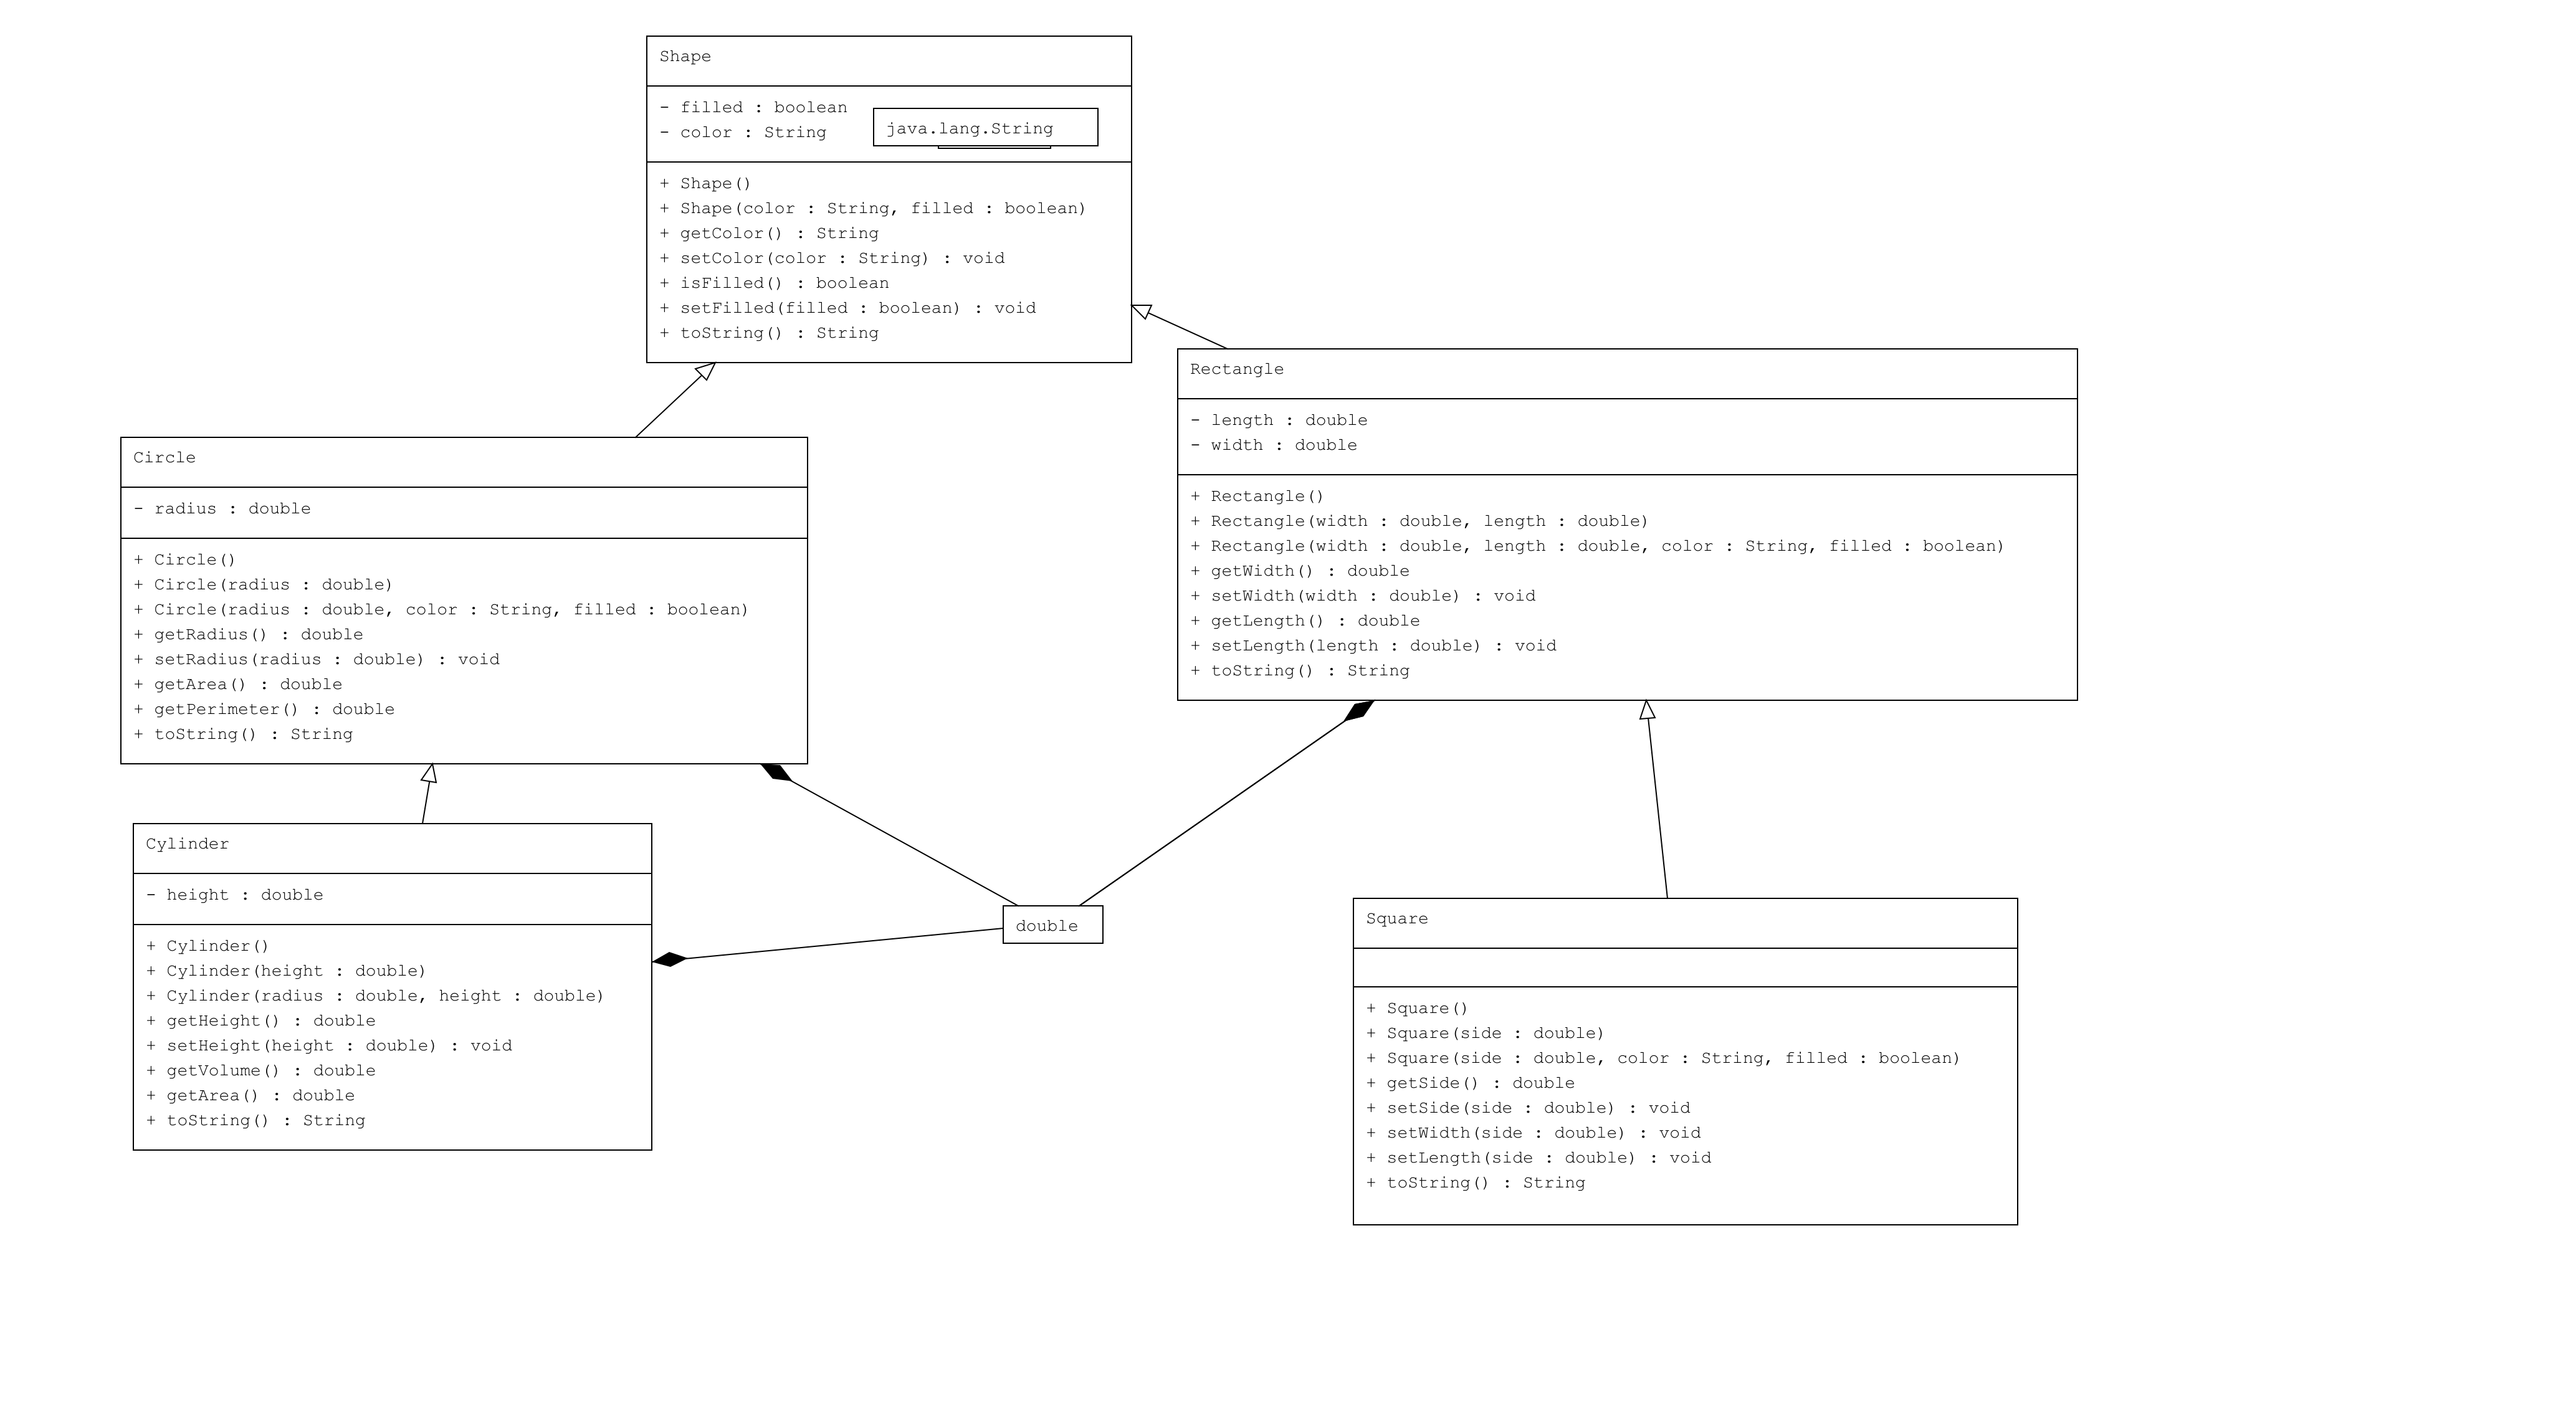 Shape
- filled : boolean
- color : String
java.lang.String
+ Shape()
+ Shape(color : String, filled : boolean)
+ getColor() : String
+ setColor(color : String) : void
+ isFilled() : boolean
+ setFilled(filled : boolean) : void
+ toString() : String
Rectangle
- length : double
- width : double
+ Rectangle()
+ Rectangle(width : double, length : double)
+ Rectangle(width : double, length : double, color : String, filled : boolean)
+ getWidth() : double
+ setWidth(width : double) : void
+ getLength() : double
+ setLength(length : double) : void
+ toString() : String
Circle
- radius : double
+ Circle()
+ Circle(radius : double)
+ Circle(radius : double, color : String, filled : boolean)
+ getRadius() : double
+ setRadius(radius : double) : void
+ getArea() : double
+ getPerimeter() : double
+ toString() : String
Cylinder
- height : double
+ Cylinder()
+ Cylinder(height : double)
+ Cylinder(radius : double, height : double)
+ getHeight() : double
+ setHeight(height : double) : void
+ getVolume() : double
+ getArea() : double
+ toString() : String
double
Square
+ Square()
+ Square(side : double)
+ Square(side : double, color : String, filled : boolean)
+ getSide() : double
+ setSide(side : double) : void
+ setWidth(side : double) : void
+ setLength(side : double) : void
+ toString() : String